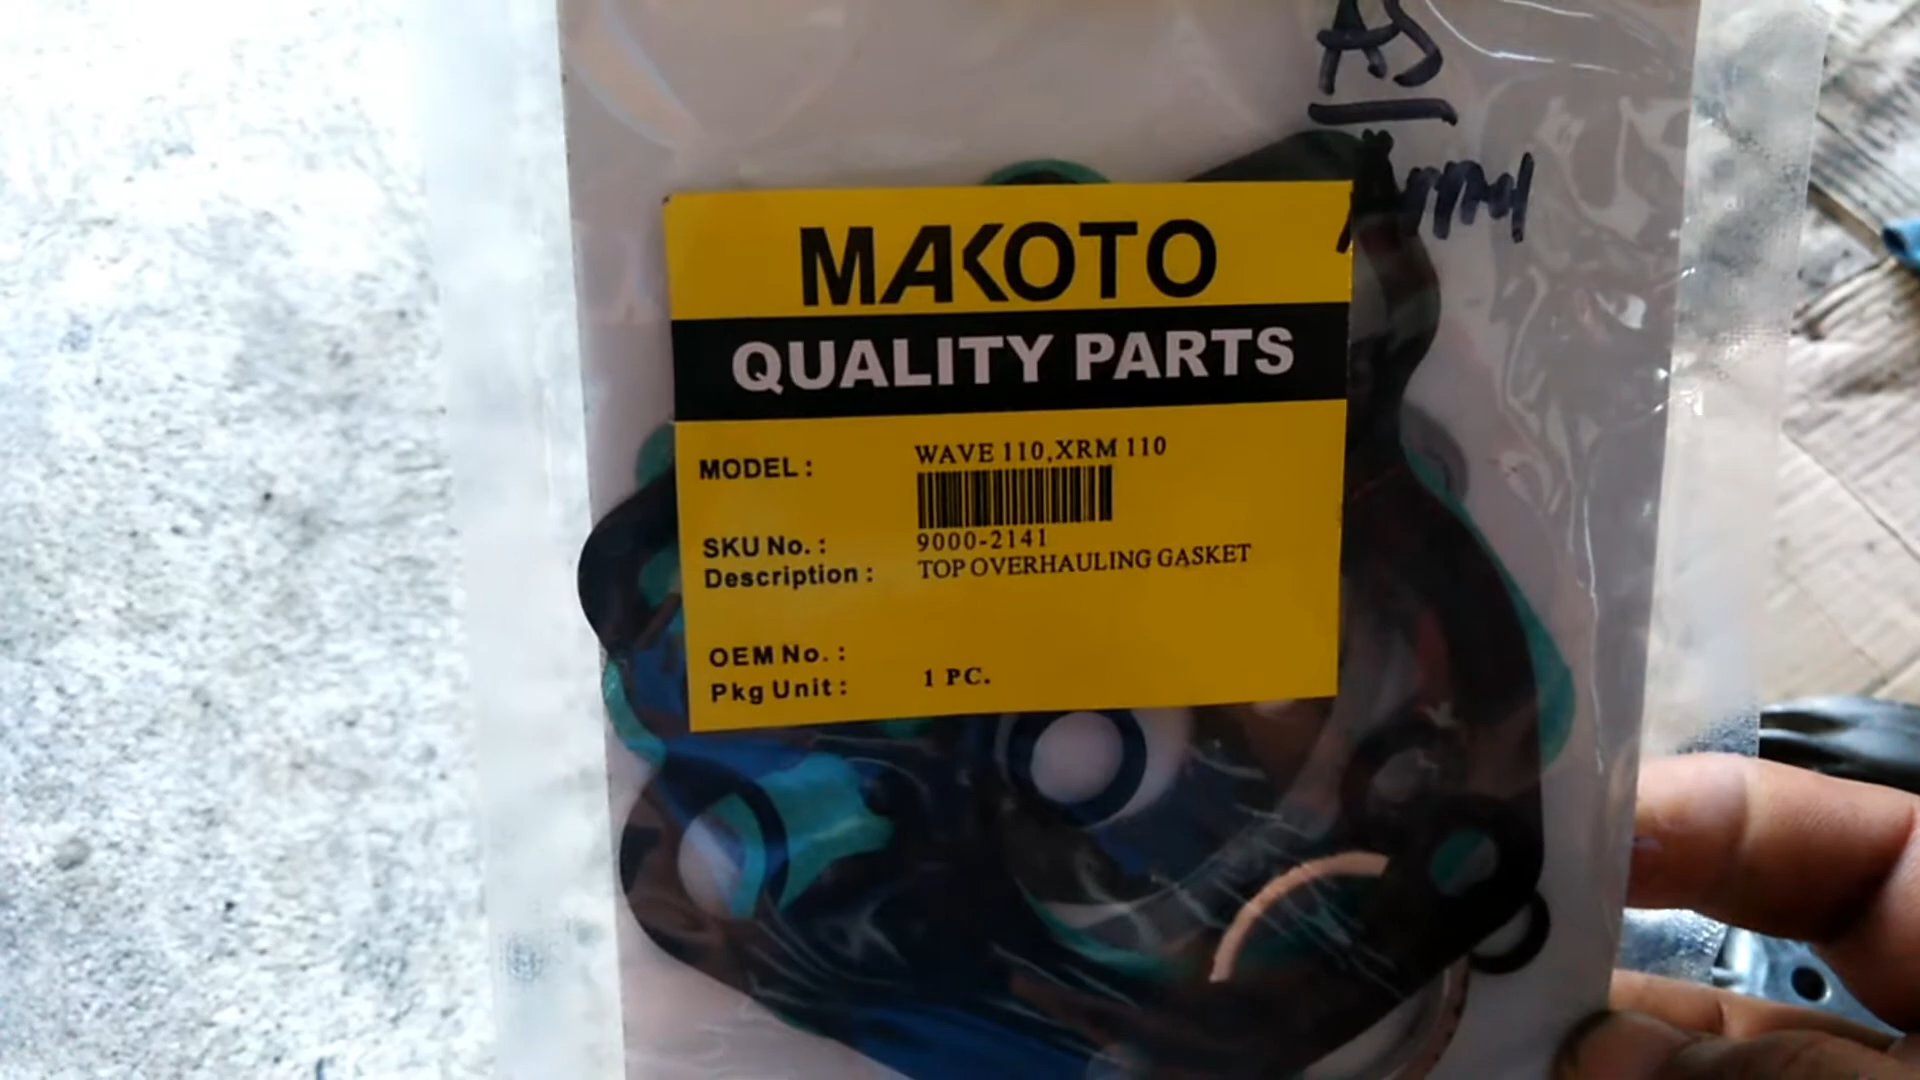 AS
MAKOTO
QUALITY PARTS
MODEL : WAVE 110,XRM 110
SKU No. : 9000-2141
Description : TOP OVERHAULING GASKET
OEM No. :
Pkg Unit : 1 PC.